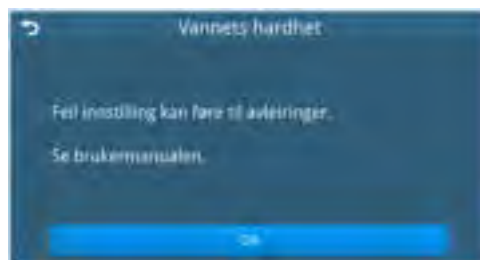 Vannets hardhet
Feil innstilling kan føre til avleiringer.
Se brukermanualen.
OK